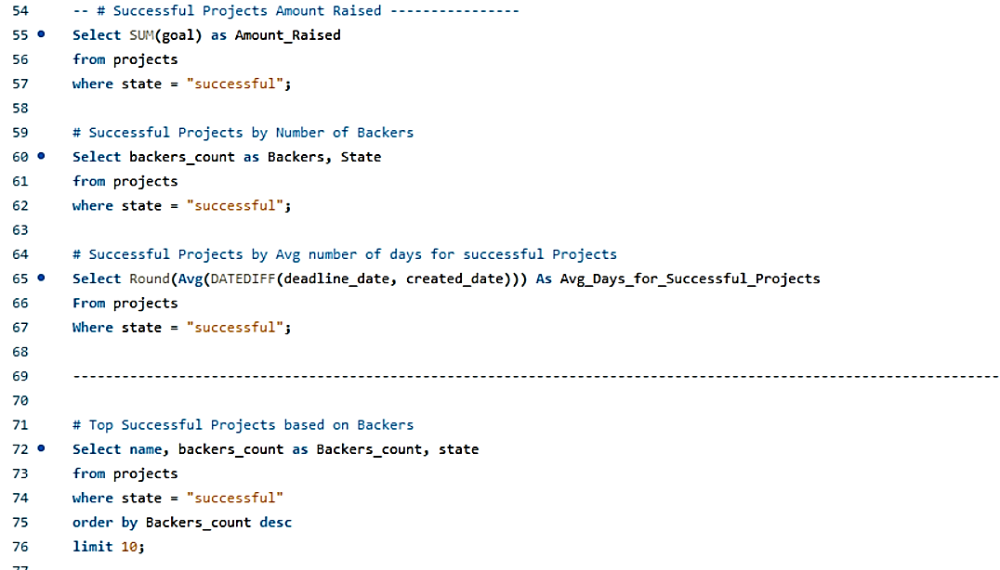 54 -- # Successful Projects Amount Raised ----------------
55 Select SUM(goal) as Amount_Raised
56 from projects
57 where state = "successful";
58
59 # Successful Projects by Number of Backers
60 Select backers_count as Backers, State
61 from projects
62 where state = "successful";
63
64 # Successful Projects by Avg number of days for successful Projects
65 Select Round(Avg(DATEDIFF(deadline_date, created_date))) As Avg_Days_for_Successful_Projects
66 From projects
67 Where state = "successful";
68
69 ------------------------------------------------------------------------------------------------------------------
70
71 # Top Successful Projects based on Backers
72 Select name, backers_count as Backers_count, state
73 from projects
74 where state = "successful"
75 order by Backers_count desc
76 limit 10;